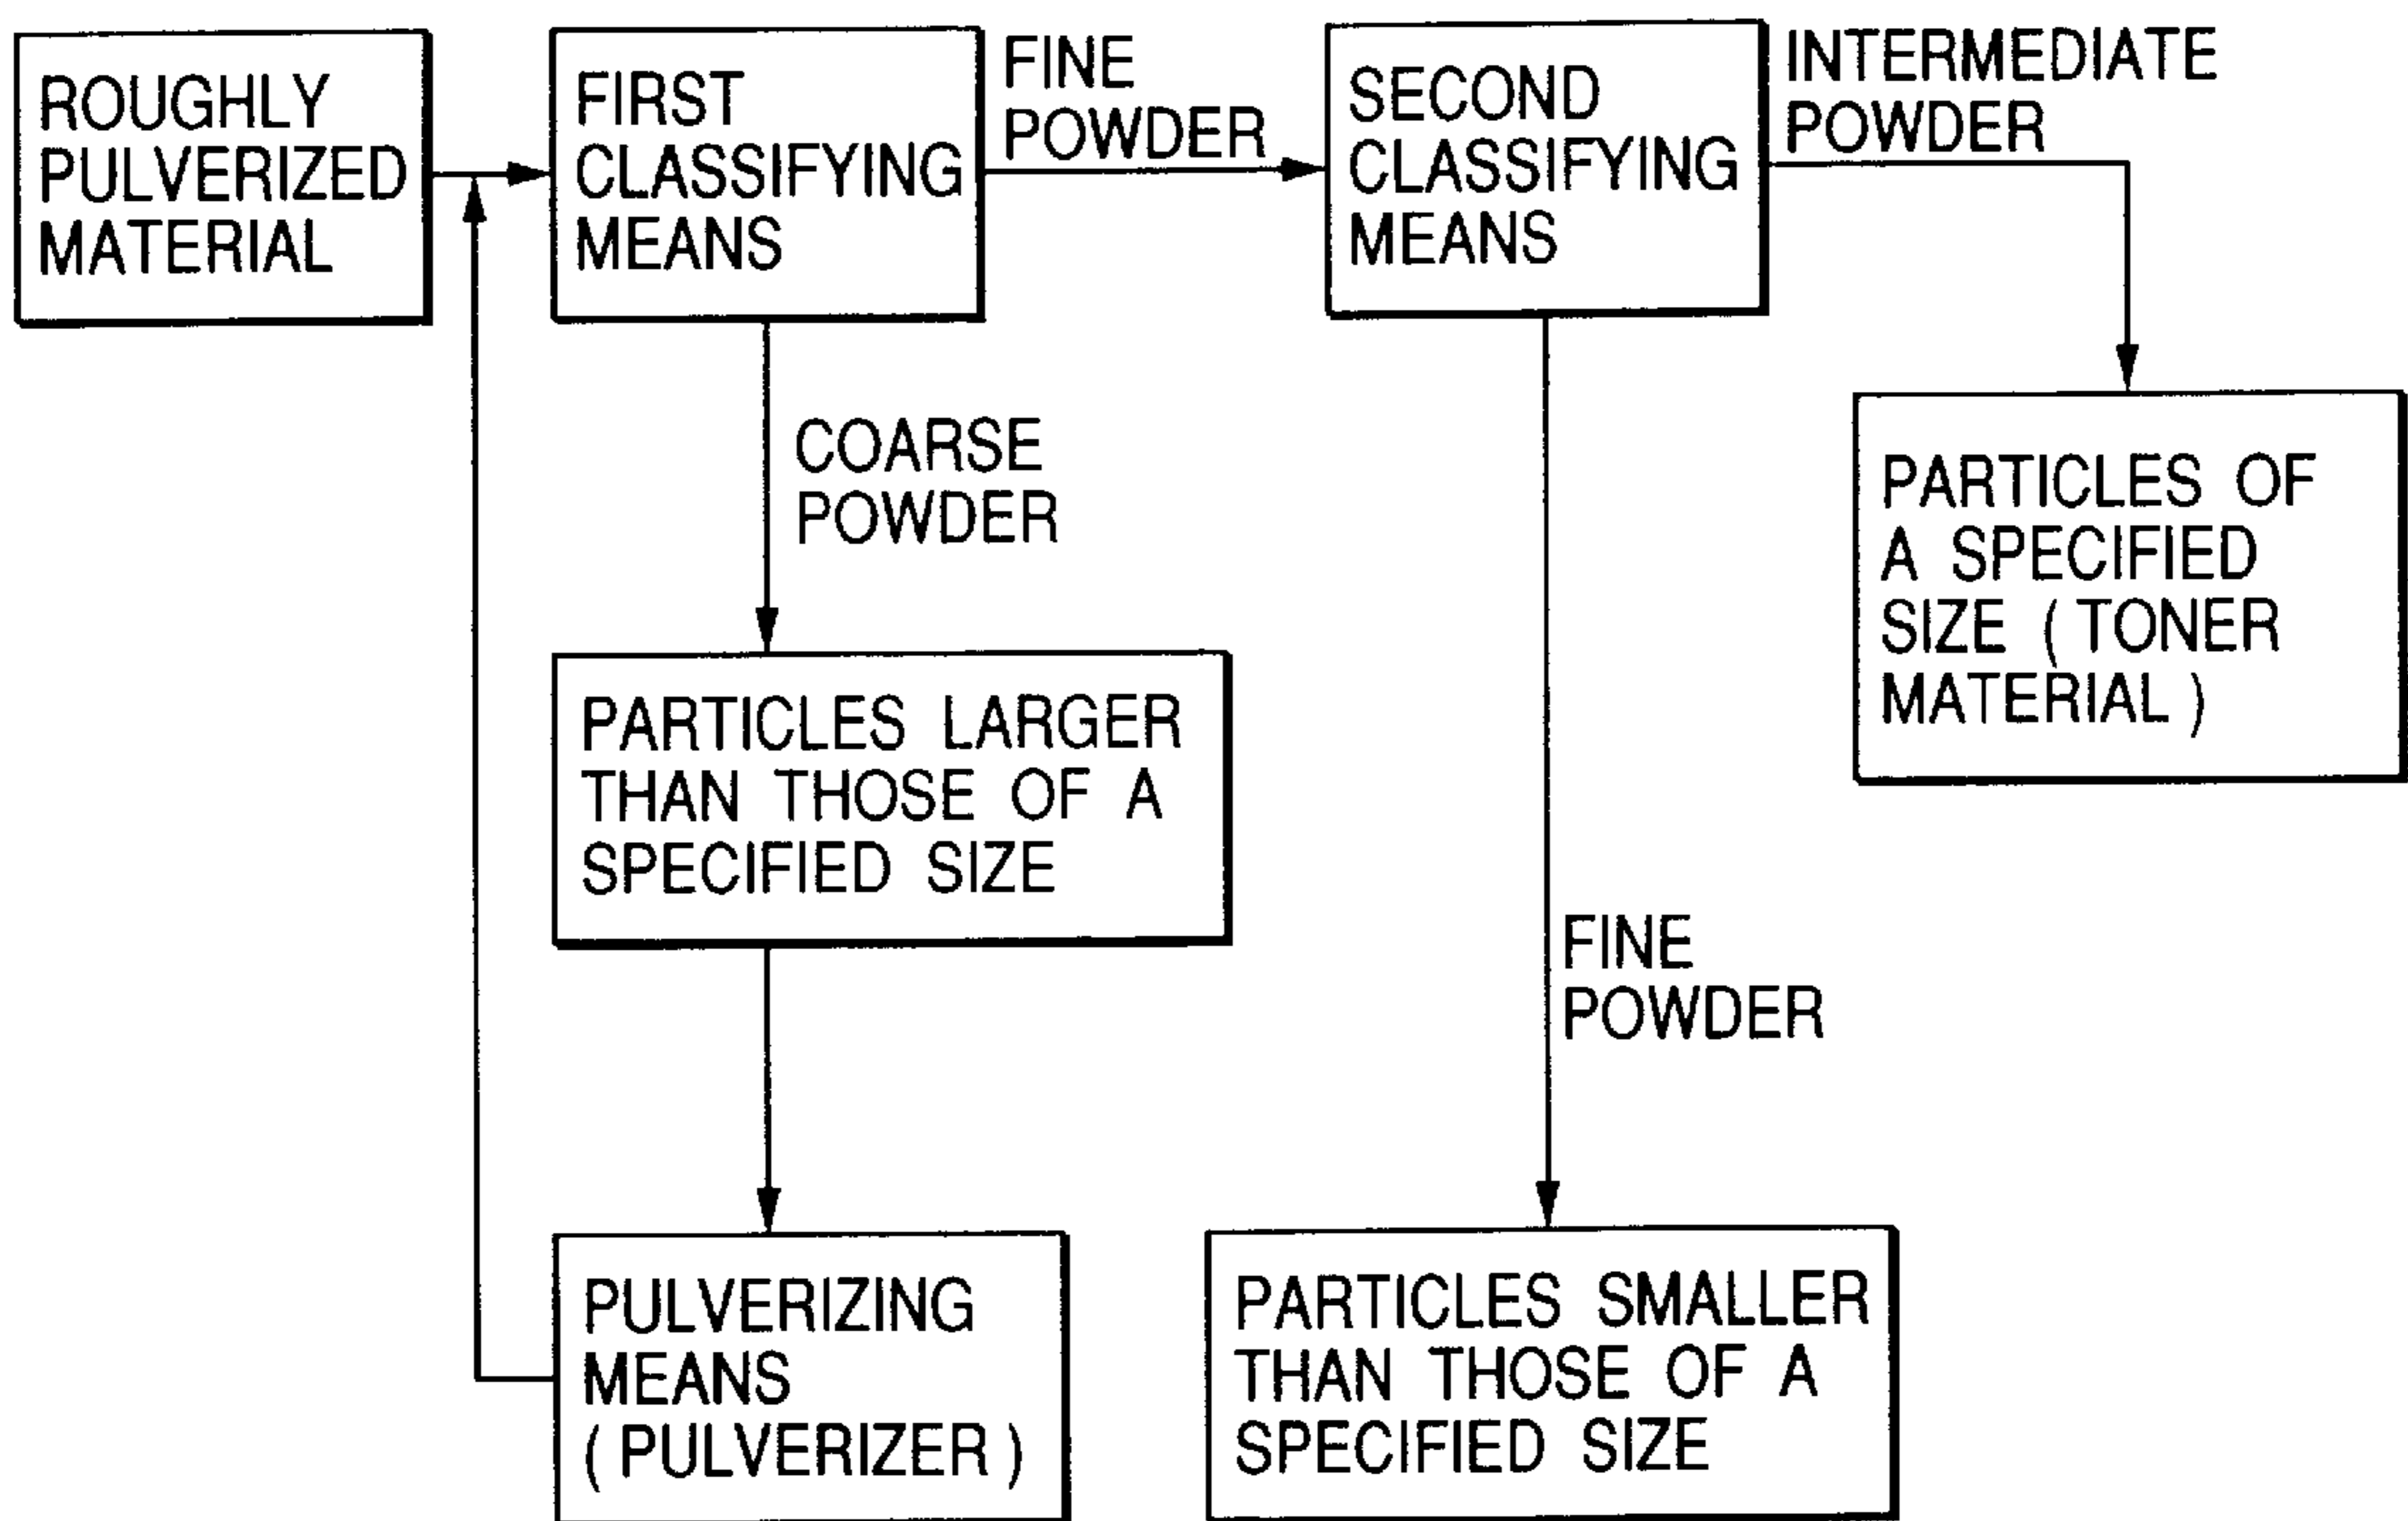 ROUGHLY
PULVERIZED
MATERIAL
FIRST
CLASSIFYING
MEANS
FINE
POWDER
SECOND
CLASSIFYING
MEANS
INTERMEDIATE
POWDER
COARSE
POWDER
PARTICLES OF
A SPECIFIED
SIZE ( TONER
MATERIAL )
PARTICLES LARGER
THAN THOSE OF A
SPECIFIED SIZE
FINE
POWDER
PULVERIZING
MEANS
( PULVERIZER )
PARTICLES SMALLER
THAN THOSE OF A
SPECIFIED SIZE